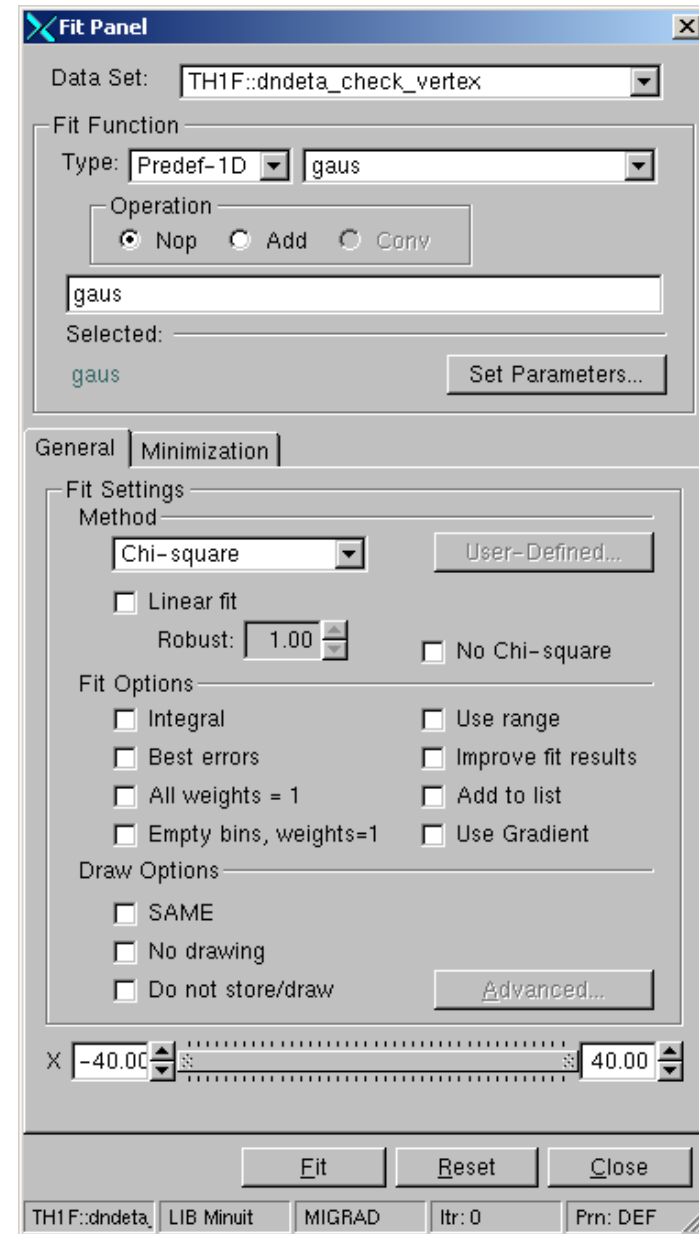 Fit Panel
Data Set: TH1F::dndeta_check_vertex
Fit Function
Type: Predef-1D gaus
Operation
Nop Add Conv
gaus
Selected:
gaus Set Parameters...
General Minimization
Fit Settings
Method
Chi-square User-Defined...
Linear fit
Robust: 1.00
No Chi-square
Fit Options
Integral Use range
Best errors Improve fit results
All weights = 1 Add to list
Empty bins, weights=1 Use Gradient
Draw Options
SAME
No drawing
Do not store/draw Advanced...
X -40.00 40.00
Fit Reset Close
TH1F::dndeta_ LIB Minuit MIGRAD Itr: 0 Prn: DEF